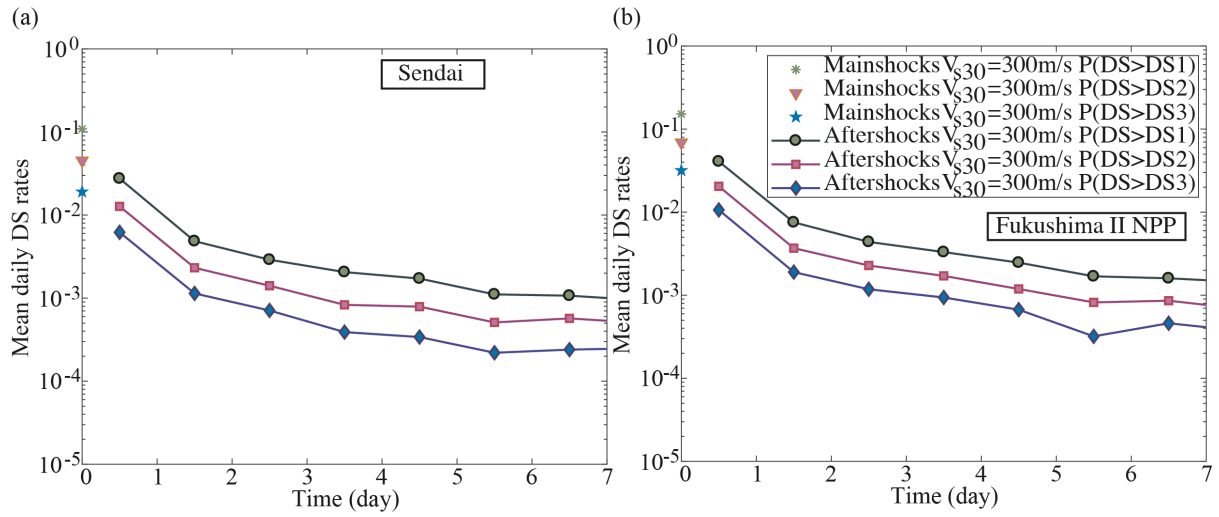 (a)
(b)
10^0
10^-1
10^-2
10^-3
10^-4
10^-5
Mean daily DS rates
Sendai
0 1 2 3 4 5 6 7
Time (day)
10^0
10^-1
10^-2
10^-3
10^-4
10^-5
Mean daily DS rates
Mainshocks V_s30=300m/s P(DS>DS1)
Mainshocks V_s30=300m/s P(DS>DS2)
Mainshocks V_s30=300m/s P(DS>DS3)
Aftershocks V_s30=300m/s P(DS>DS1)
Aftershocks V_s30=300m/s P(DS>DS2)
Aftershocks V_s30=300m/s P(DS>DS3)
Fukushima II NPP
0 1 2 3 4 5 6 7
Time (day)